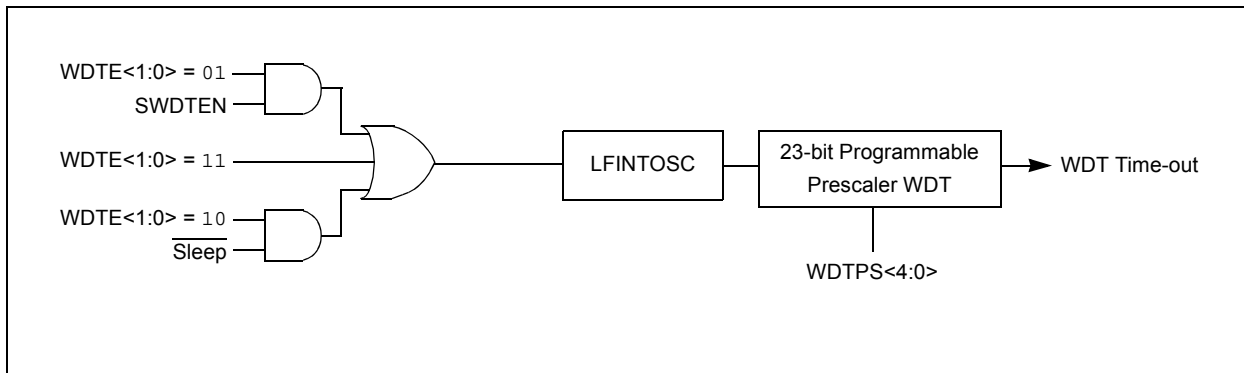 WDTE<1:0> = 01
SWDTEN
WDTE<1:0> = 11
WDTE<1:0> = 10
Sleep
LFINTOSC
23-bit Programmable
Prescaler WDT
WDT Time-out
WDTPS<4:0>